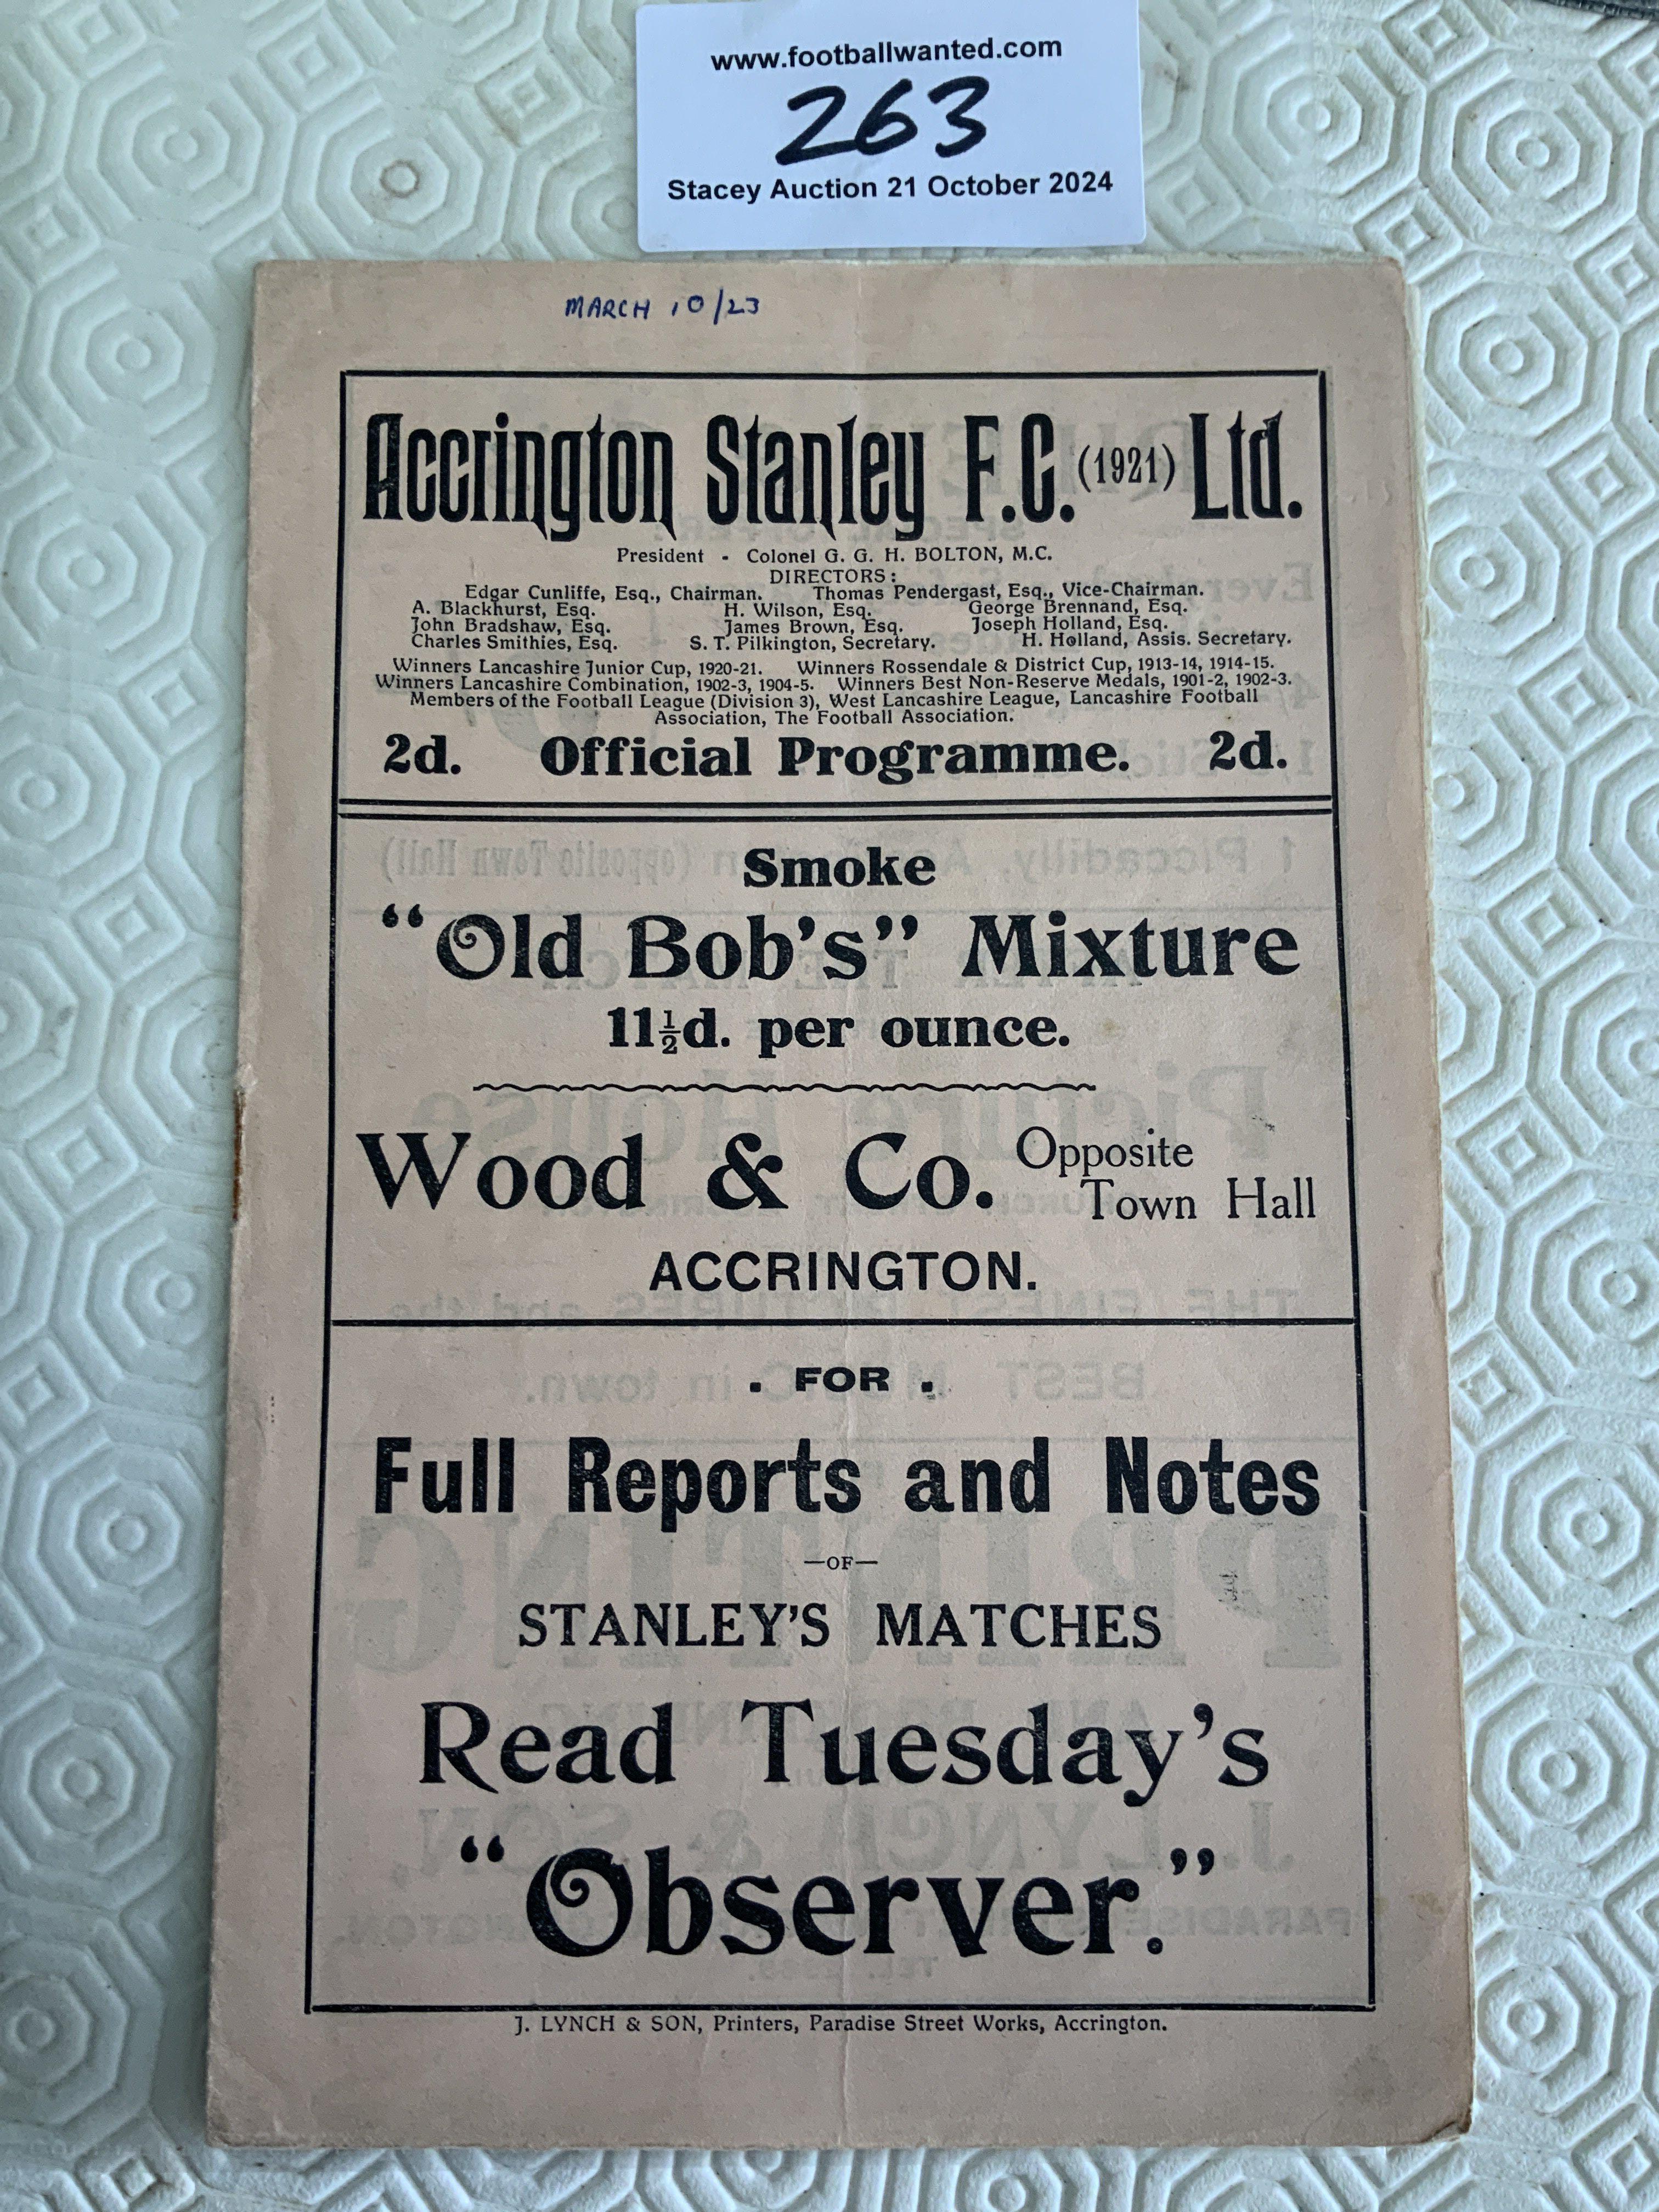 www.footballwanted.com
263
Stacey Auction 21 October 2024
MARCH 10/23
Accrington Stanley F.C. (1921) Ltd.
President - Colonel G. G. H. BOLTON, M.C.
DIRECTORS:
Edgar Cunliffe, Esq., Chairman. Thomas Pendergast, Esq., Vice-Chairman.
A. Blackhurst, Esq. H. Wilson, Esq. George Brennand, Esq.
John Bradshaw, Esq. James Brown, Esq. Joseph Holland, Esq.
Charles Smithies, Esq. S. T. Pilkington, Secretary. H. Holland, Assis. Secretary.
Winners Lancashire Junior Cup, 1920-21. Winners Rossendale & District Cup, 1913-14, 1914-15.
Winners Lancashire Combination, 1902-3, 1904-5. Winners Best Non-Reserve Medals, 1901-2, 1902-3.
Members of the Football League (Division 3), West Lancashire League, Lancashire Football
Association, The Football Association.
2d. Official Programme. 2d.
Smoke
"Old Bob's" Mixture
11½d. per ounce.
Wood & Co. Opposite
Town Hall
ACCRINGTON.
. FOR .
Full Reports and Notes
—OF—
STANLEY'S MATCHES
Read Tuesday's
"Observer."
J. LYNCH & SON, Printers, Paradise Street Works, Accrington.